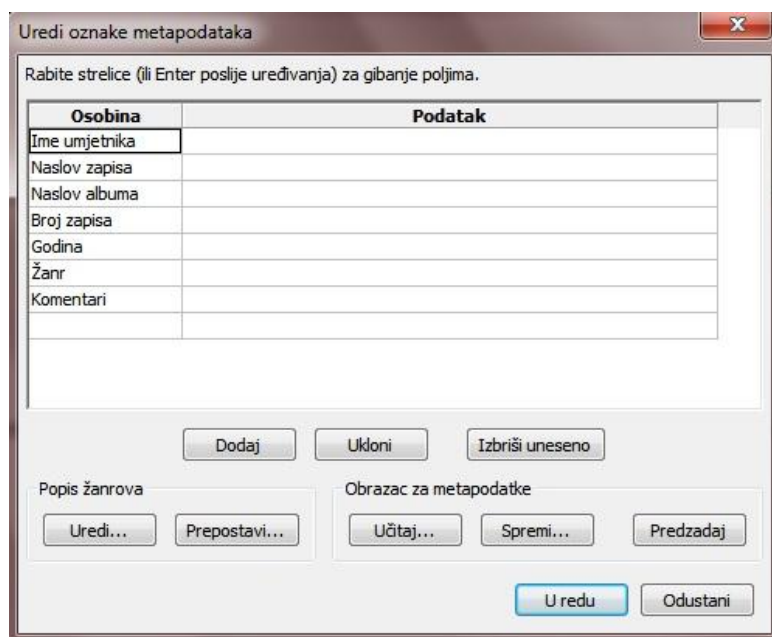 Uredi oznake metapodataka
Rabite strelice (ili Enter poslije uređivanja) za gibanje poljima.
Osobina Podatak
Ime umjetnika
Naslov zapisa
Naslov albuma
Broj zapisa
Godina
Žanr
Komentari
Dodaj Ukloni Izbriši uneseno
Popis žanrova Obrazac za metapodatke
Uredi... Prepostavi... Učitaj... Spremi... Predzadaj
U redu Odustani